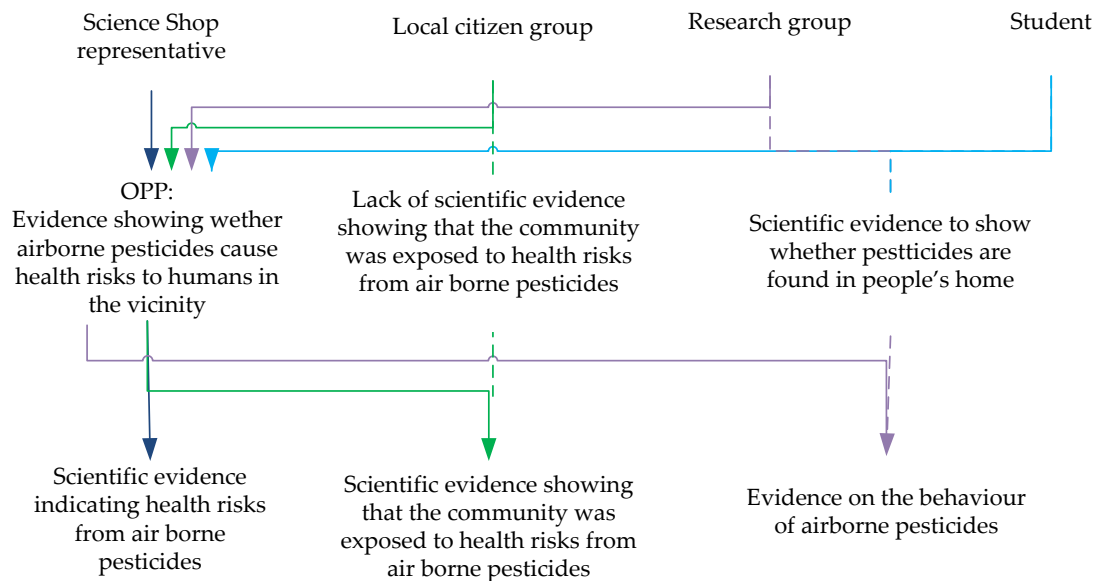 Science Shop
representative
Local citizen group
Research group
Student
OPP:
Evidence showing wether
airborne pesticides cause
health risks to humans in
the vicinity
Lack of scientific evidence
showing that the community
was exposed to health risks
from air borne pesticides
Scientific evidence to show
whether pestticides are
found in people’s home
Scientific evidence
indicating health risks
from air borne
pesticides
Scientific evidence showing
that the community was
exposed to health risks from
air borne pesticides
Evidence on the behaviour
of airborne pesticides